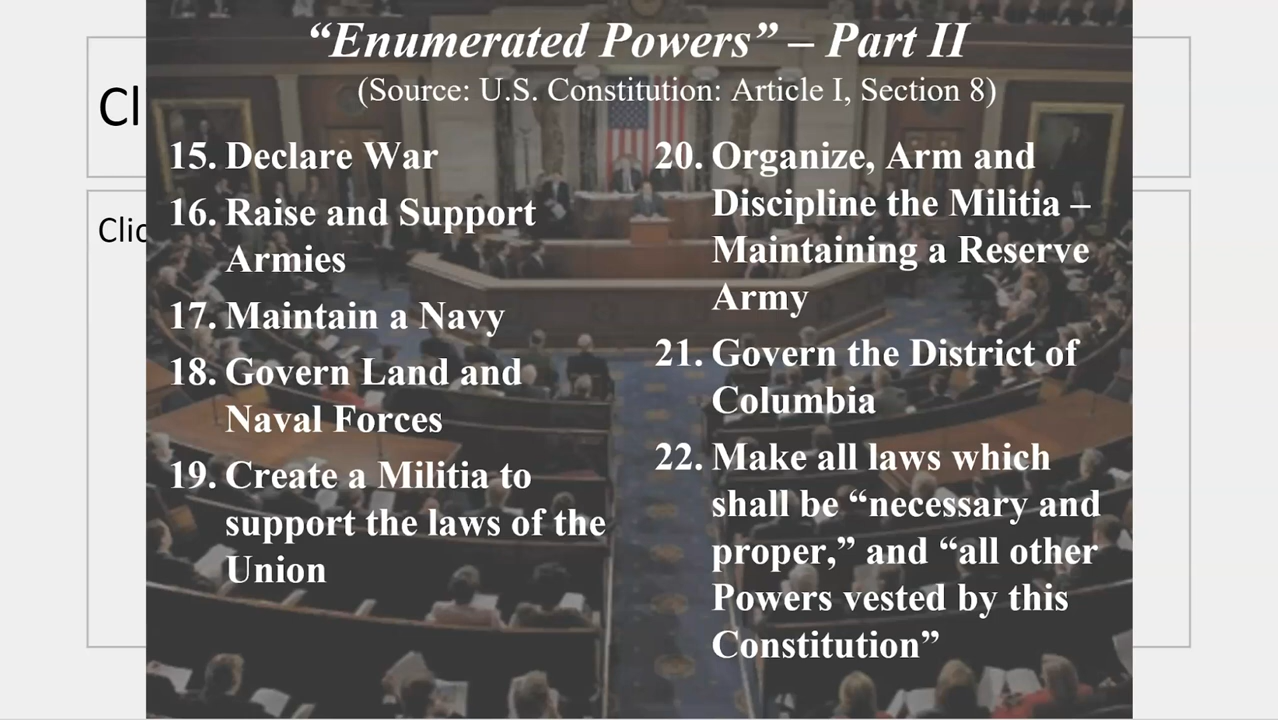 “Enumerated Powers” – Part II
(Source: U.S. Constitution: Article I, Section 8)
Cl
Clic
15. Declare War
16. Raise and Support
Armies
17. Maintain a Navy
18. Govern Land and
Naval Forces
19. Create a Militia to
support the laws of the
Union
20. Organize, Arm and
Discipline the Militia –
Maintaining a Reserve
Army
21. Govern the District of
Columbia
22. Make all laws which
shall be “necessary and
proper,” and “all other
Powers vested by this
Constitution”